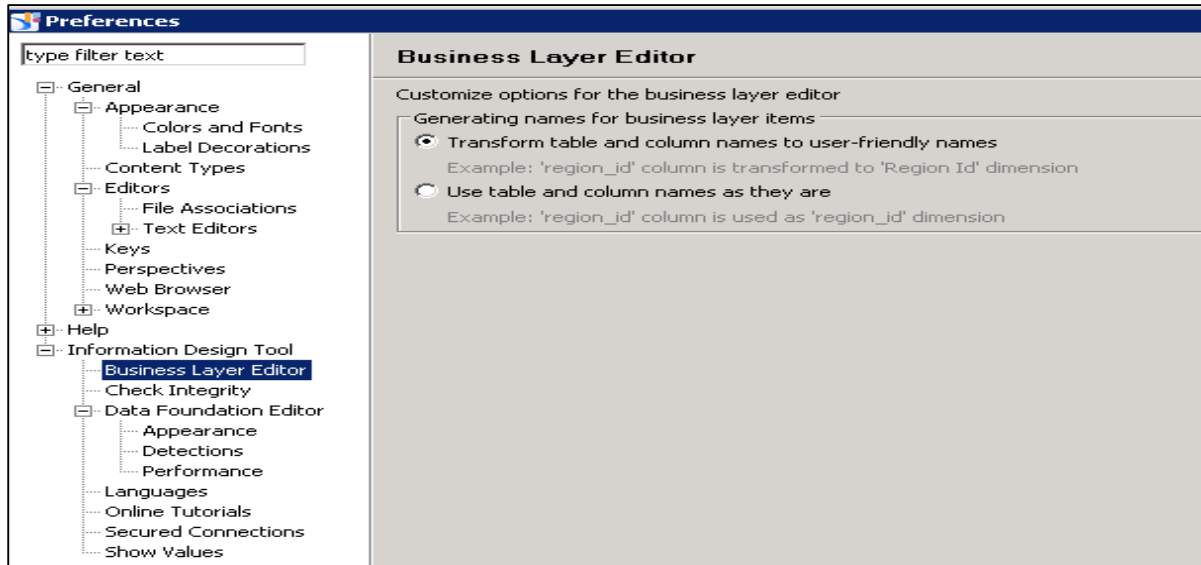 Preferences
type filter text
General
Appearance
Colors and Fonts
Label Decorations
Content Types
Editors
File Associations
Text Editors
Keys
Perspectives
Web Browser
Workspace
Help
Information Design Tool
Business Layer Editor
Check Integrity
Data Foundation Editor
Appearance
Detections
Performance
Languages
Online Tutorials
Secured Connections
Show Values
Business Layer Editor
Customize options for the business layer editor
Generating names for business layer items
Transform table and column names to user-friendly names
Example: 'region_id' column is transformed to 'Region Id' dimension
Use table and column names as they are
Example: 'region_id' column is used as 'region_id' dimension